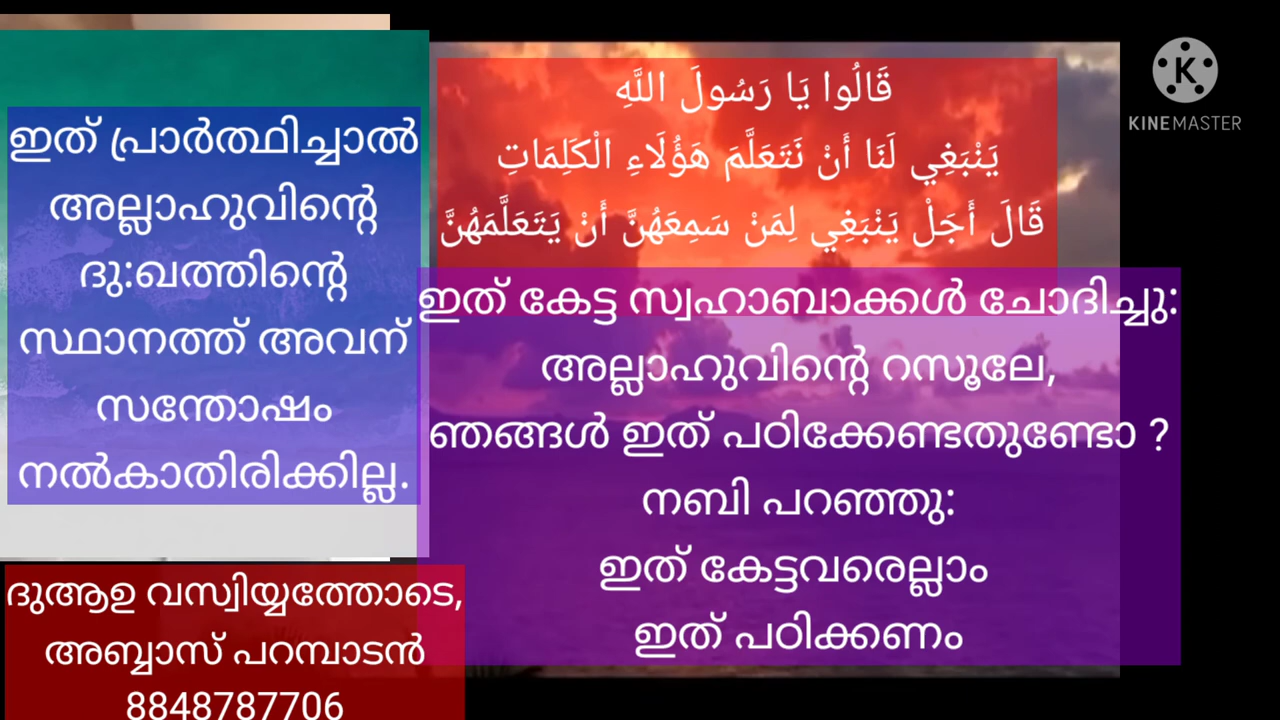 ഇത് പ്രാർത്ഥിച്ചാൽ
അല്ലാഹുവിന്റെ
ദു:ഖത്തിന്റെ
സ്ഥാനത്ത് അവന്
സന്തോഷം
നൽകാതിരിക്കില്ല.
قَالُوا يَا رَسُولَ اللَّهِ
يَنْبَغِي لَنَا أَنْ نَتَعَلَّمَ هَؤُلَاءِ الْكَلِمَاتِ
قَالَ أَجَلْ يَنْبَغِي لِمَنْ سَمِعَهُنَّ أَنْ يَتَعَلَّمَهُنَّ
ഇത് കേട്ട സ്വഹാബാക്കൾ ചോദിച്ചു:
അല്ലാഹുവിന്റെ റസൂലേ,
ഞങ്ങൾ ഇത് പഠിക്കേണ്ടതുണ്ടോ ?
നബി പറഞ്ഞു:
ഇത് കേട്ടവരെല്ലാം
ഇത് പഠിക്കണം
ദുആഉ വസ്വിയ്യത്തോടെ,
അബ്ബാസ് പറമ്പാടൻ
8848787706
K
KINEMASTER